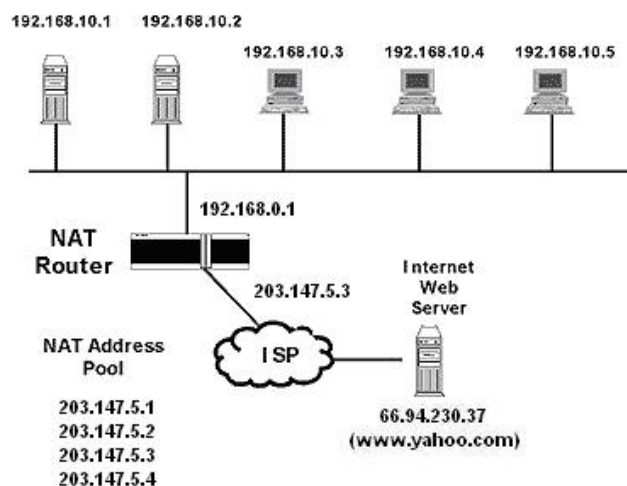 192.168.10.1
192.168.10.2
192.168.10.3
192.168.10.4
192.168.10.5
192.168.0.1
NAT
Router
203.147.5.3
Internet
Web
Server
ISP
NAT Address
Pool
203.147.5.1
203.147.5.2
203.147.5.3
203.147.5.4
66.94.230.37
(www.yahoo.com)